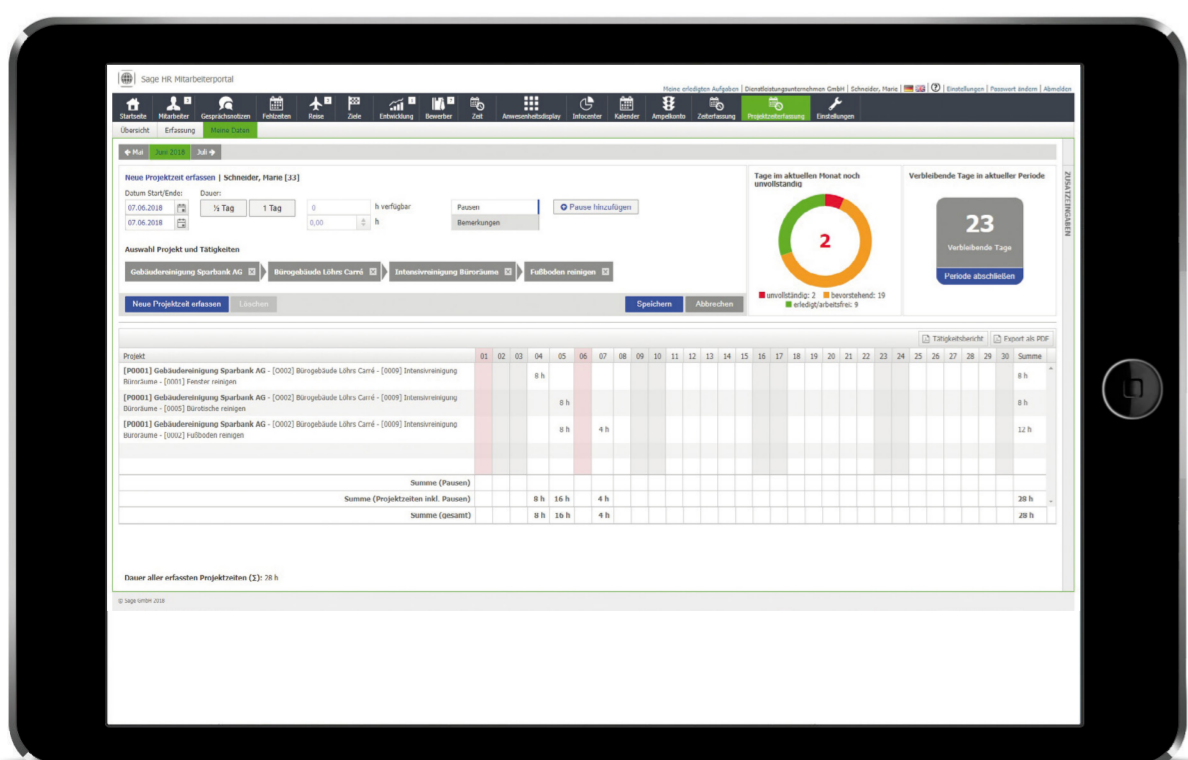 Sage HR Mitarbeiterportal
Meine erledigten Aufgaben | Dienstleistungsunternehmen GmbH | Schneider, Marie | Einstellungen | Passwort ändern | Abmelden
Startseite Mitarbeiter Gesprächsnotizen Fehlzeiten Reise Ziele Entwicklung Bewerber Zeit Anwesenheitsdisplay Infocenter Kalender Ampelkonto Zeiterfassung Projektzeiterfassung Einstellungen
Übersicht Erfassung Meine Daten
Mai Juni 2018 Juli
Neue Projektzeit erfassen | Schneider, Marie [33]
Datum Start/Ende: Dauer:
07.06.2018 ½ Tag 1 Tag 0 h verfügbar Pausen Pause hinzufügen
07.06.2018 0,00 h Bemerkungen
Auswahl Projekt und Tätigkeiten
Gebäudereinigung Sparbank AG Bürogebäude Löhrs Carré Intensivreinigung Büroräume Fußboden reinigen
Neue Projektzeit erfassen Löschen Speichern Abbrechen
Tage im aktuellen Monat noch
unvollständig
2
unvollständig: 2 bevorstehend: 19
erledigt/arbeitsfrei: 9
Verbleibende Tage in aktueller Periode
23
Verbleibende Tage
Periode abschließen
ZUSATZEINGABEN
Tätigkeitsbericht Export als PDF
Projekt 01 02 03 04 05 06 07 08 09 10 11 12 13 14 15 16 17 18 19 20 21 22 23 24 25 26 27 28 29 30 Summe
[P0001] Gebäudereinigung Sparbank AG - [O002] Bürogebäude Löhrs Carré - [0009] Intensivreinigung
Büroräume - [0001] Fenster reinigen 8 h 8 h
[P0001] Gebäudereinigung Sparbank AG - [O002] Bürogebäude Löhrs Carré - [0009] Intensivreinigung
Büroräume - [0005] Bürotische reinigen 8 h 8 h
[P0001] Gebäudereinigung Sparbank AG - [O002] Bürogebäude Löhrs Carré - [0009] Intensivreinigung
Büroräume - [0002] Fußboden reinigen 8 h 4 h 12 h
Summe (Pausen)
Summe (Projektzeiten inkl. Pausen) 8 h 16 h 4 h 28 h
Summe (gesamt) 8 h 16 h 4 h 28 h
Dauer aller erfassten Projektzeiten (Σ): 28 h
© Sage GmbH 2018